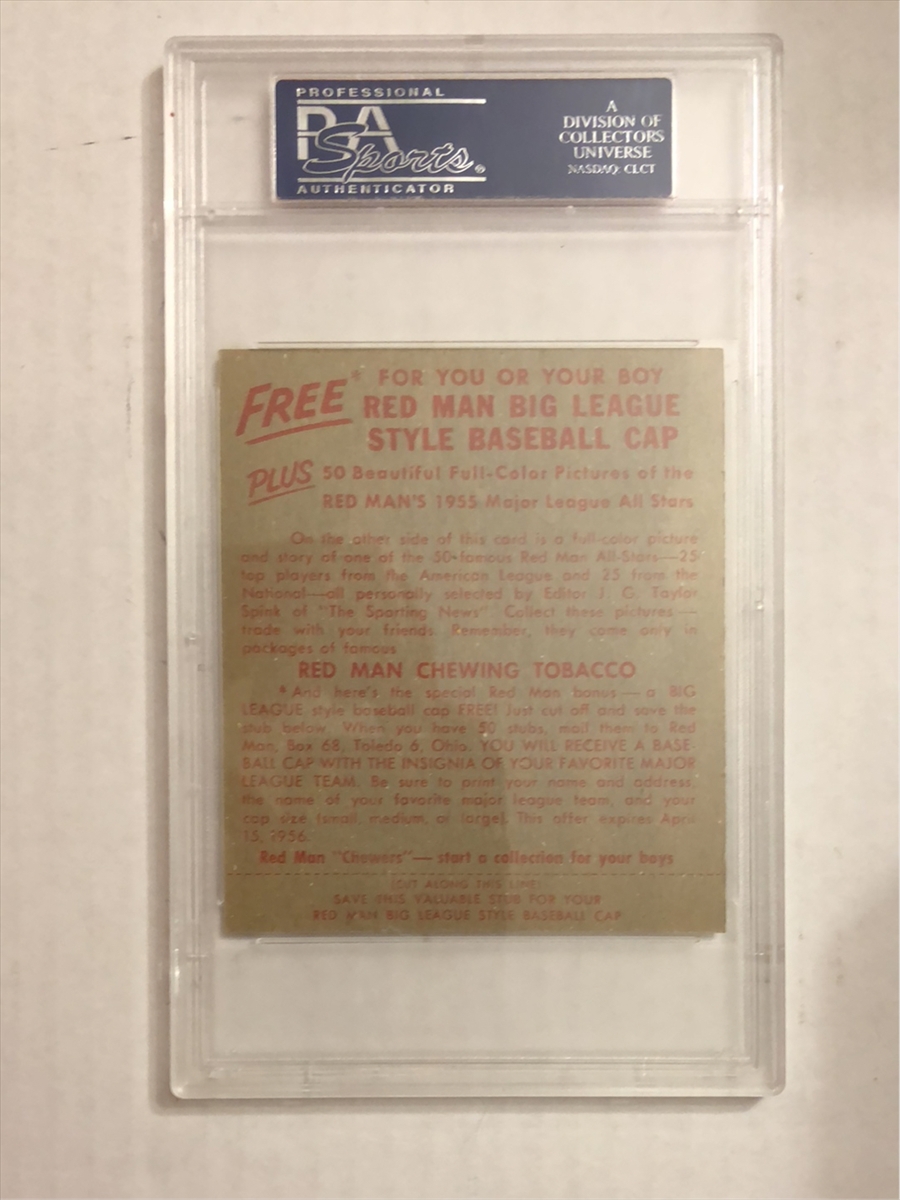 PROFESSIONAL
PSA
Sports®
AUTHENTICATOR
A
DIVISION OF
COLLECTORS
UNIVERSE
NASDAQ: CLCT
FREE* FOR YOU OR YOUR BOY
RED MAN BIG LEAGUE
STYLE BASEBALL CAP
PLUS 50 Beautiful Full-Color Pictures of the
RED MAN'S 1955 Major League All Stars
On the other side of this card is a full-color picture
and story of one of the 50 famous Red Man All-Stars—25
top players from the American League and 25 from the
National—all personally selected by Editor J. G. Taylor
Spink of "The Sporting News". Collect these pictures—
trade with your friends. Remember, they come only in
packages of famous
RED MAN CHEWING TOBACCO
*And here's the special Red Man bonus—a BIG
LEAGUE style baseball cap FREE! Just cut off and save the
stub below. When you have 50 stubs, mail them to Red
Man, Box 68, Toledo 6, Ohio. YOU WILL RECEIVE A BASE-
BALL CAP WITH THE INSIGNIA OF YOUR FAVORITE MAJOR
LEAGUE TEAM. Be sure to print your name and address,
the name of your favorite major league team, and your
cap size (small, medium, or large). This offer expires April
15, 1956.
Red Man "Chewers"—start a collection for your boys
(CUT ALONG THIS LINE)
SAVE THIS VALUABLE STUB FOR YOUR
RED MAN BIG LEAGUE STYLE BASEBALL CAP